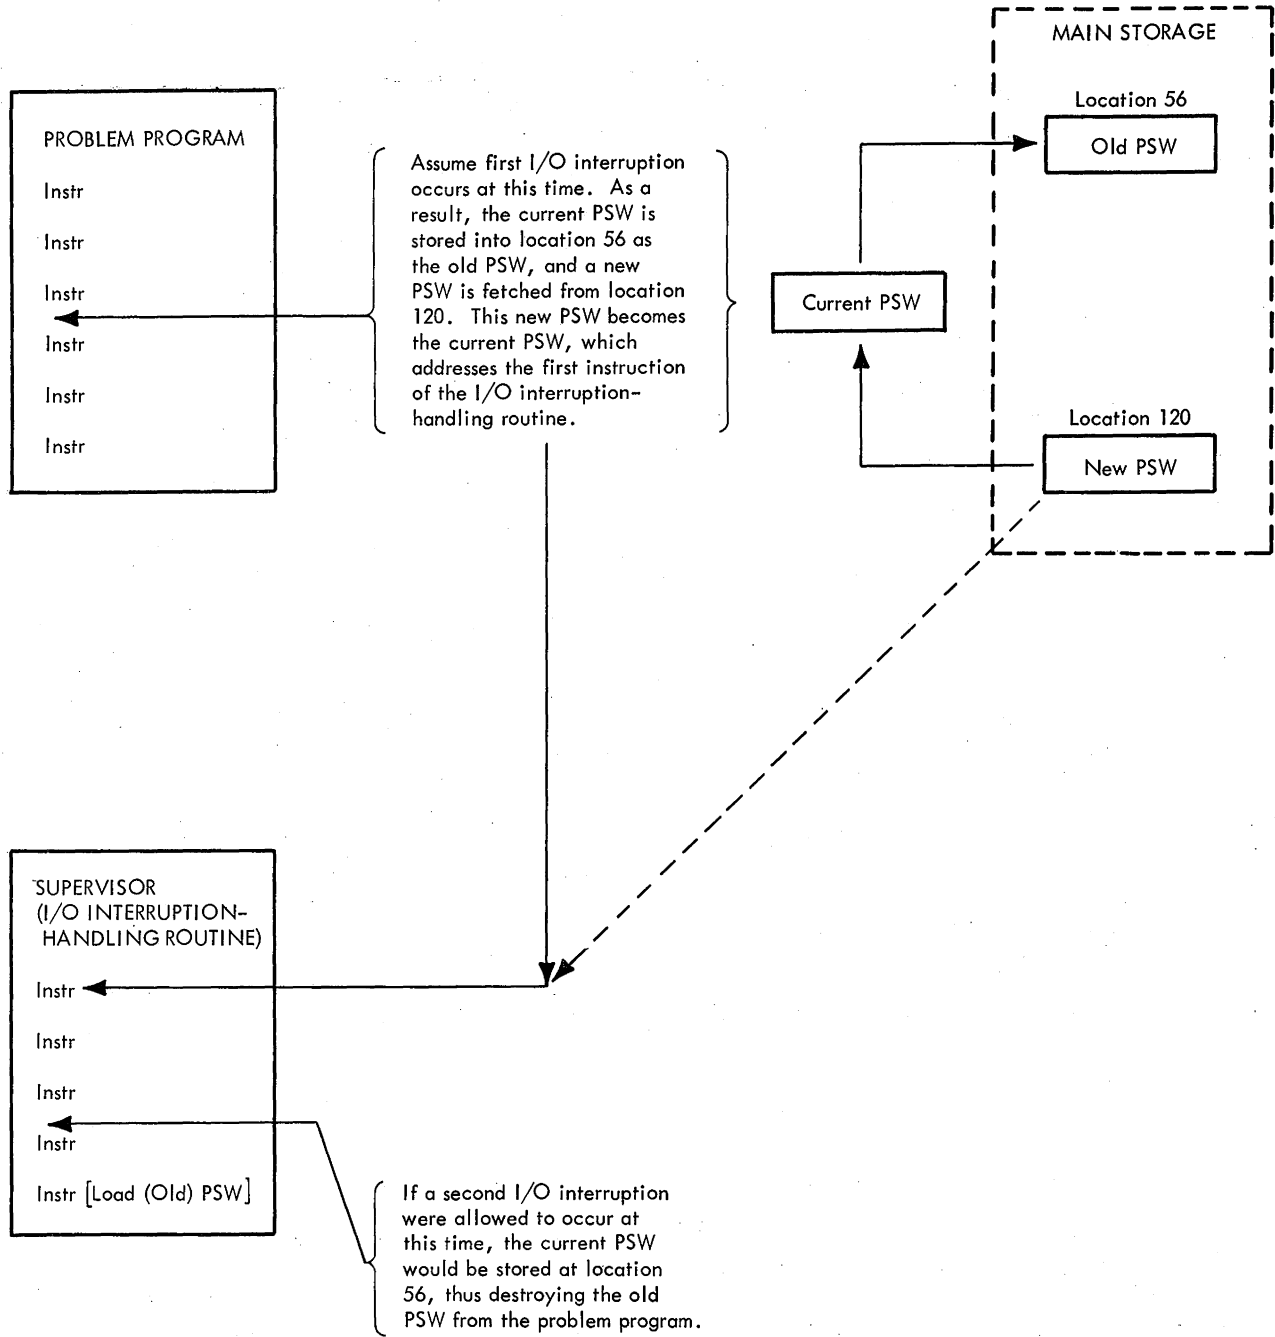 MAIN STORAGE
Location 56
Old PSW
PROBLEM PROGRAM
Instr
Instr
Instr
Instr
Instr
Instr
Assume first I/O interruption
occurs at this time. As a
result, the current PSW is
stored into location 56 as
the old PSW, and a new
PSW is fetched from location
120. This new PSW becomes
the current PSW, which
addresses the first instruction
of the I/O interruption-
handling routine.
Current PSW
Location 120
New PSW
SUPERVISOR
(I/O INTERRUPTION-
HANDLING ROUTINE)
Instr
Instr
Instr
Instr
Instr [Load (Old) PSW]
If a second I/O interruption
were allowed to occur at
this time, the current PSW
would be stored at location
56, thus destroying the old
PSW from the problem program.